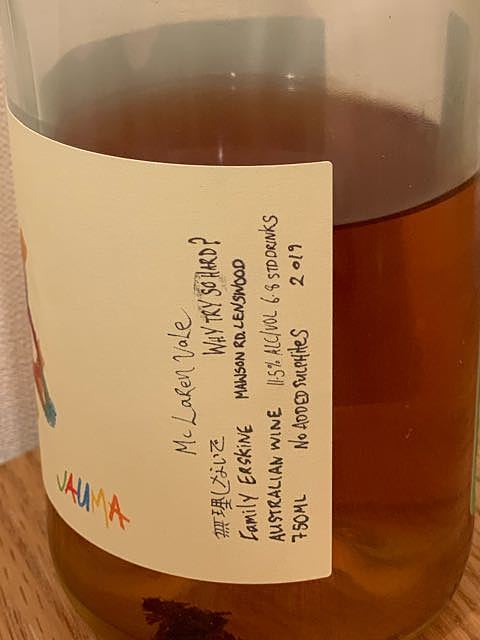 Mc Laren Vale
無理しないで WHY TRY SO HARD?
Family ERSKINE MAWSON RD. LENSWOOD
AUSTRALIAN WINE 11.5% ALC/VOL 6.8 STD DRINKS
750ML NO ADDED SULPHITES 2019
JAUMA